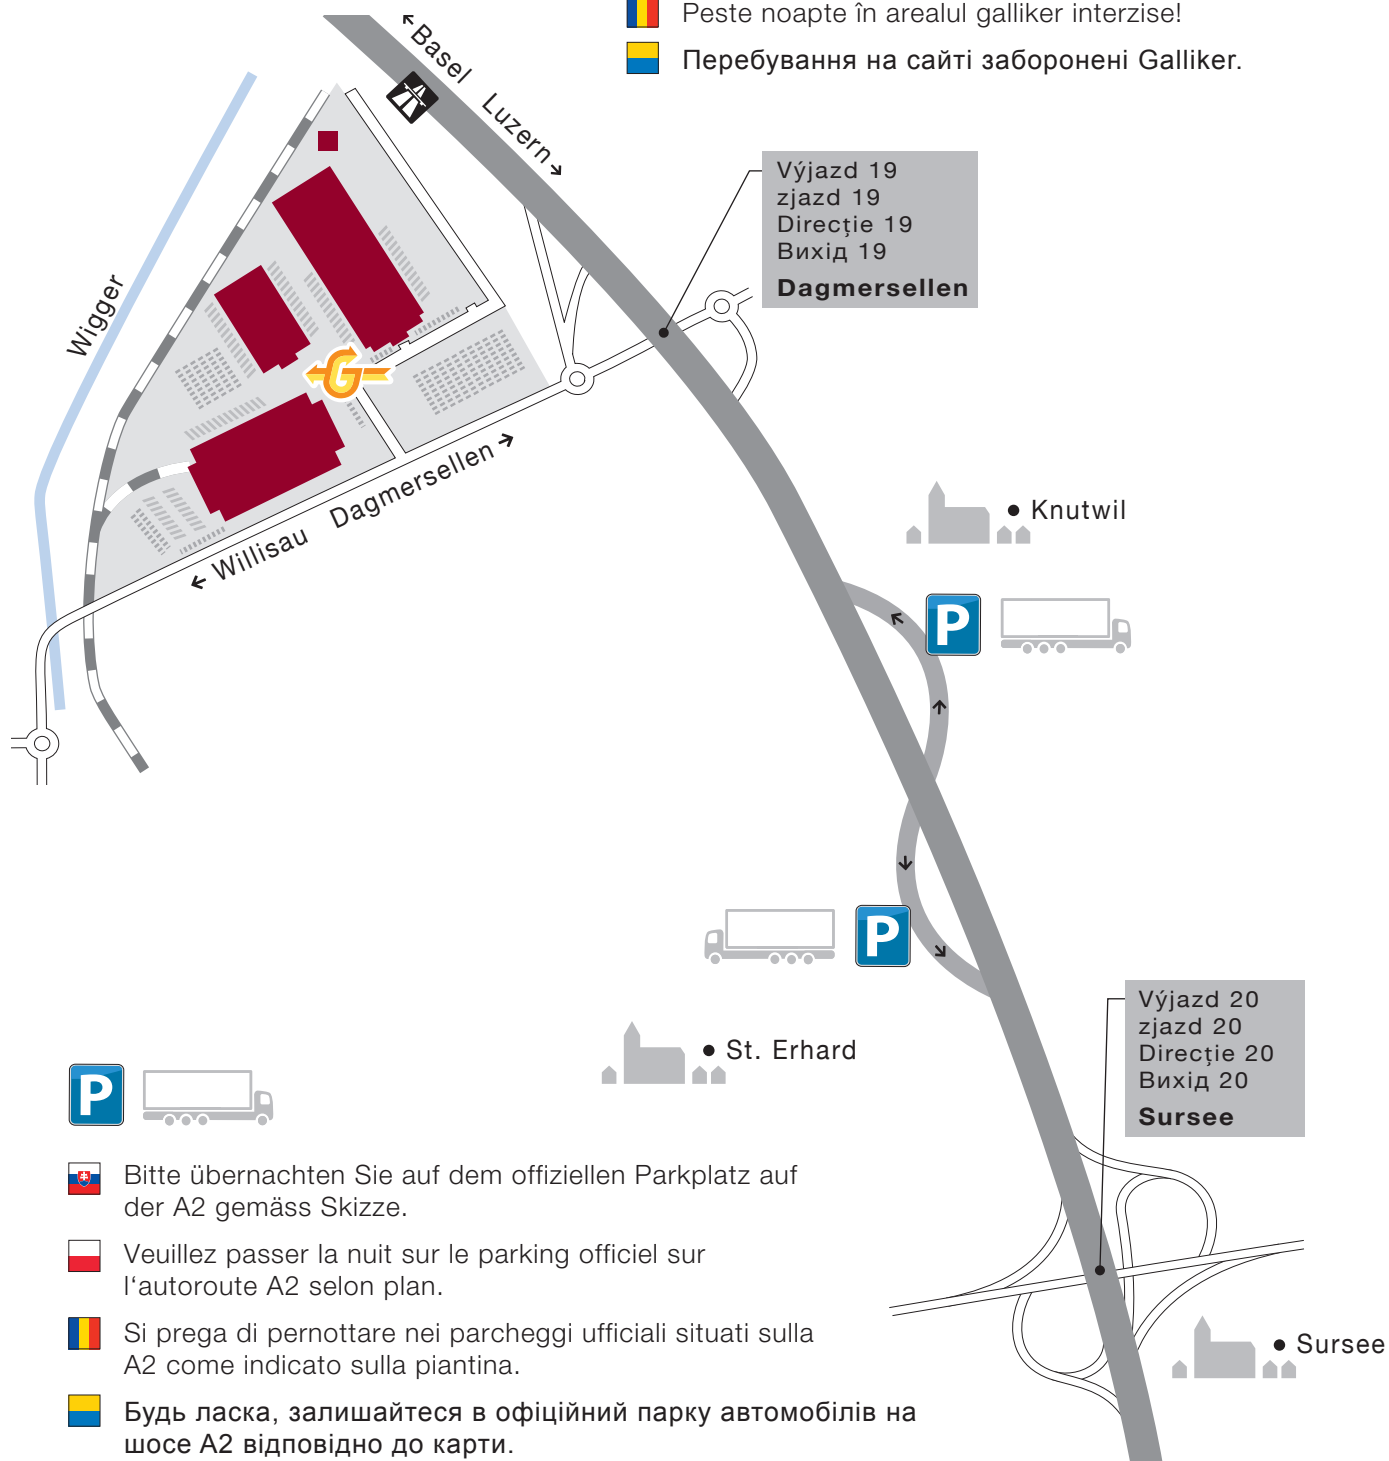 Peste noapte în arealul galliker interzise!
Перебування на сайті заборонені Galliker.
Basel
Luzern
Výjazd 19
zjazd 19
Direcţie 19
Вихід 19
Dagmersellen
Wigger
G
Willisau Dagmersellen
Knutwil
P
P
Výjazd 20
zjazd 20
Direcţie 20
Вихід 20
Sursee
St. Erhard
P
Bitte übernachten Sie auf dem offiziellen Parkplatz auf
der A2 gemäss Skizze.
Veuillez passer la nuit sur le parking officiel sur
l‘autoroute A2 selon plan.
Si prega di pernottare nei parcheggi ufficiali situati sulla
A2 come indicato sulla piantina.
Sursee
Будь ласка, залишайтеся в офіційний парку автомобілів на
шосе A2 відповідно до карти.